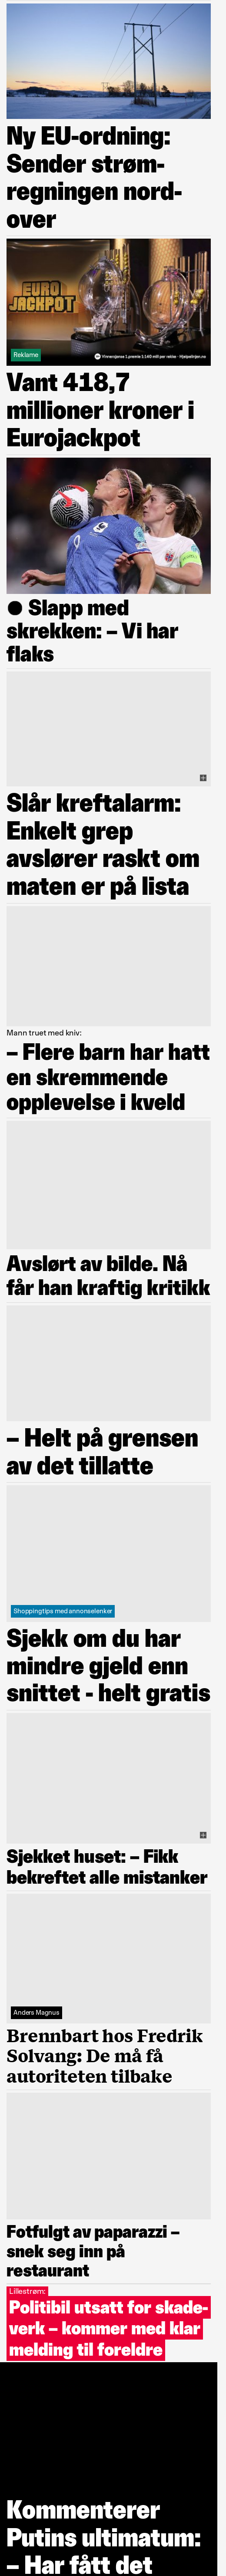 Ny EU-ordning:
Sender strøm-
regningen nord-
over
EURO
JACKPOT
Reklame
Vinnersjanse 1.premie 1:140 mill per rekke - Hjelpelinjen.no
Vant 418,7
millioner kroner i
Eurojackpot
● Slapp med
skrekken: – Vi har
flaks
Slår kreftalarm:
Enkelt grep
avslører raskt om
maten er på lista
Mann truet med kniv:
– Flere barn har hatt
en skremmende
opplevelse i kveld
Avslørt av bilde. Nå
får han kraftig kritikk
– Helt på grensen
av det tillatte
Shoppingtips med annonselenker
Sjekk om du har
mindre gjeld enn
snittet - helt gratis
Sjekket huset: – Fikk
bekreftet alle mistanker
Anders Magnus
Brennbart hos Fredrik
Solvang: De må få
autoriteten tilbake
Fotfulgt av paparazzi –
snek seg inn på
restaurant
Lillestrøm:
Politibil utsatt for skade-
verk – kommer med klar
melding til foreldre
Kommenterer
Putins ultimatum:
– Har fått det